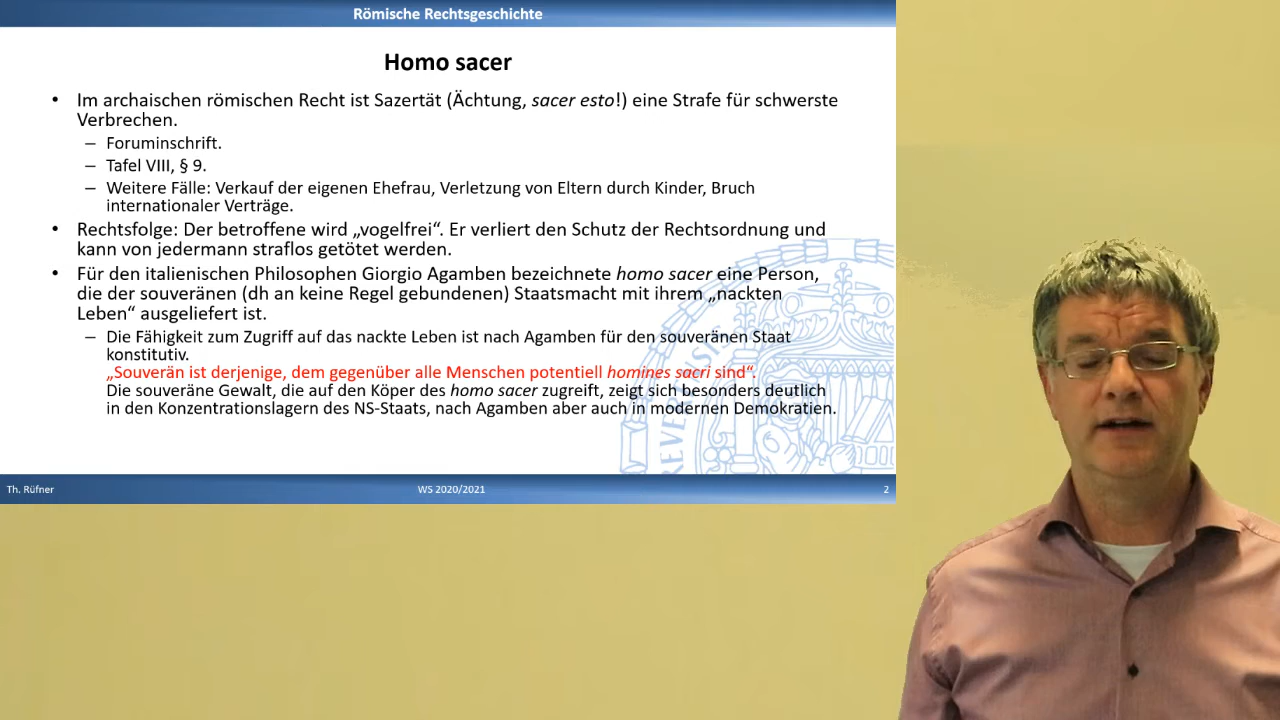 Römische Rechtsgeschichte
Homo sacer
• Im archaischen römischen Recht ist Sazertät (Ächtung, sacer esto!) eine Strafe für schwerste
Verbrechen.
– Foruminschrift.
– Tafel VIII, § 9.
– Weitere Fälle: Verkauf der eigenen Ehefrau, Verletzung von Eltern durch Kinder, Bruch
internationaler Verträge.
• Rechtsfolge: Der betroffene wird „vogelfrei“. Er verliert den Schutz der Rechtsordnung und
kann von jedermann straflos getötet werden.
• Für den italienischen Philosophen Giorgio Agamben bezeichnete homo sacer eine Person,
die der souveränen (dh an keine Regel gebundenen) Staatsmacht mit ihrem „nackten
Leben“ ausgeliefert ist.
– Die Fähigkeit zum Zugriff auf das nackte Leben ist nach Agamben für den souveränen Staat
konstitutiv.
„Souverän ist derjenige, dem gegenüber alle Menschen potentiell homines sacri sind“.
Die souveräne Gewalt, die auf den Köper des homo sacer zugreift, zeigt sich besonders deutlich
in den Konzentrationslagern des NS-Staats, nach Agamben aber auch in modernen Demokratien.
Th. Rüfner
WS 2020/2021
2